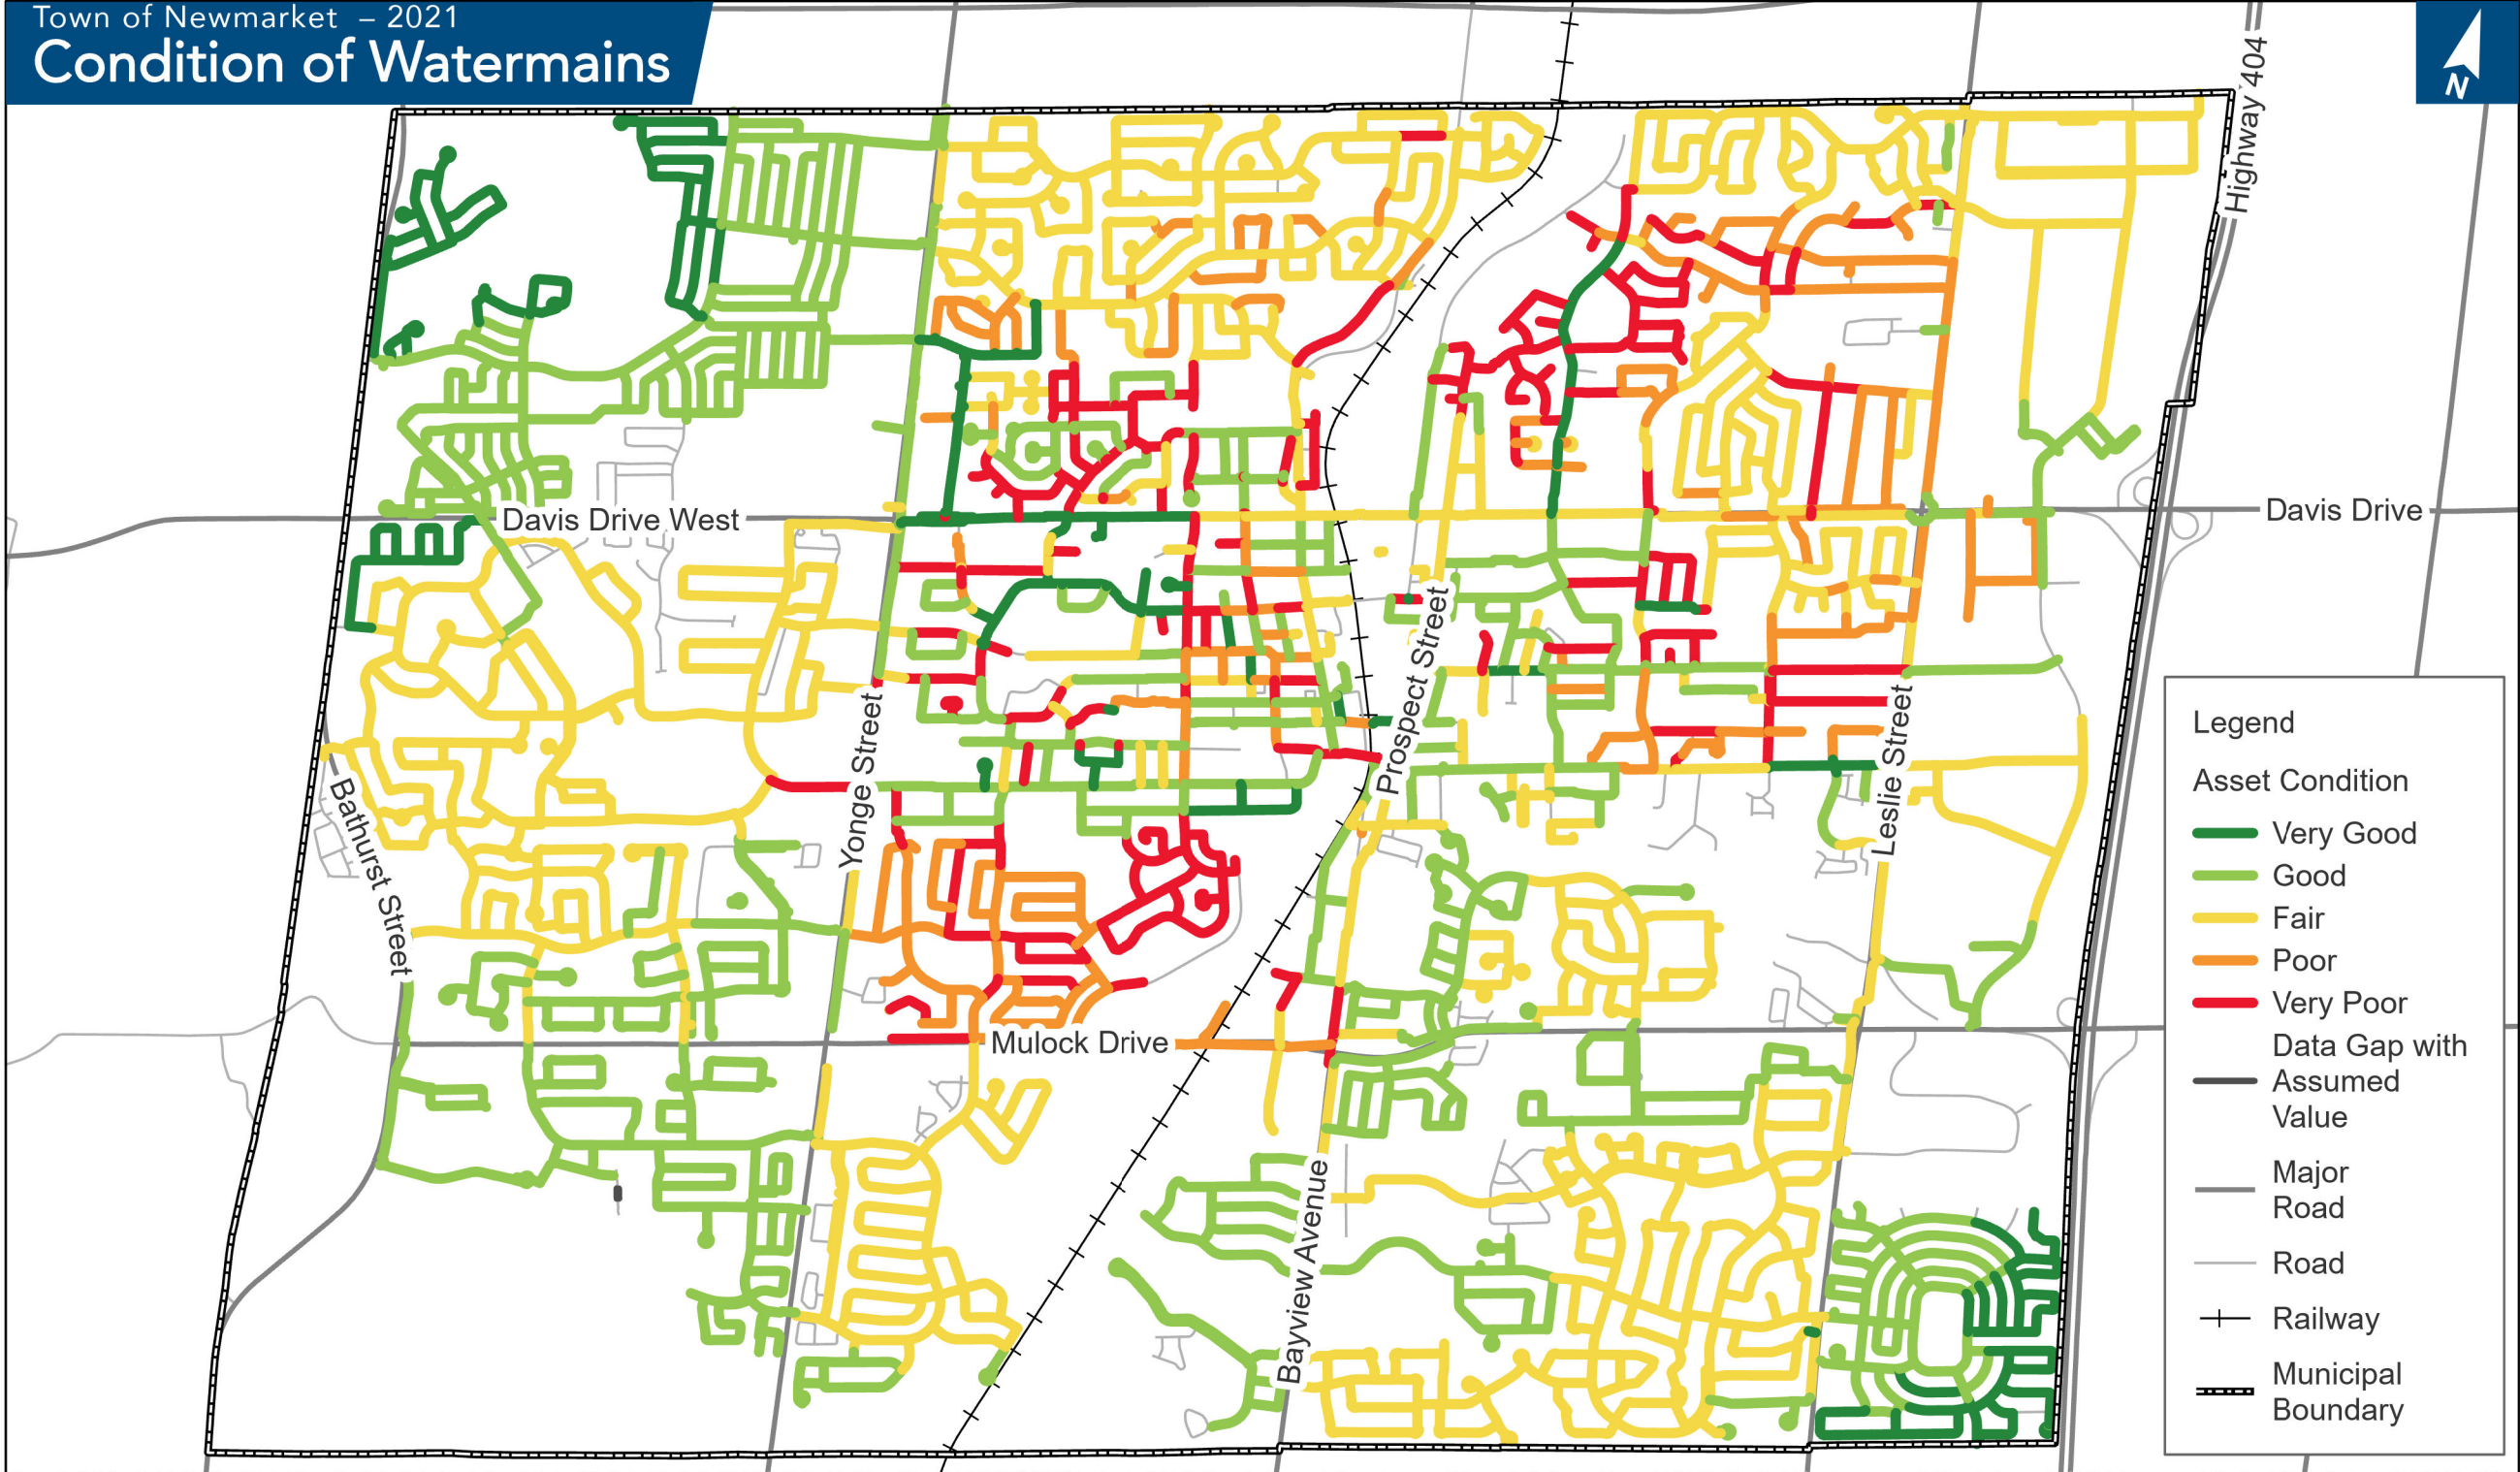 Town of Newmarket – 2021
Condition of Watermains
N
Highway 404
Davis Drive West
Davis Drive
Prospect Street
Yonge Street
Leslie Street
Bathurst Street
Mulock Drive
Bayview Avenue
Legend
Asset Condition
Very Good
Good
Fair
Poor
Very Poor
Data Gap with
Assumed
Value
Major
Road
Road
Railway
Municipal
Boundary